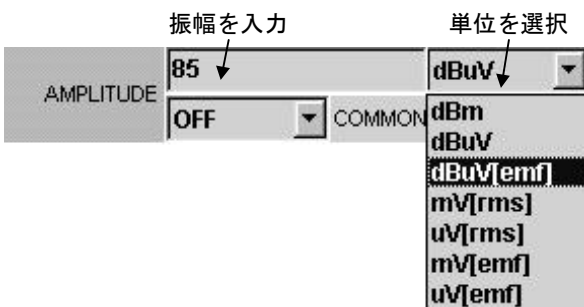 振幅を入力 単位を選択
AMPLITUDE 85 dBuV
OFF COMMON
dBm
dBuV
dBuV[emf]
mV[rms]
uV[rms]
mV[emf]
uV[emf]